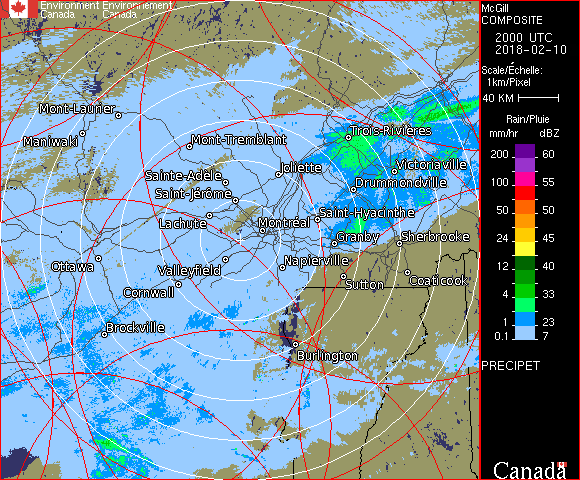 Environment Environnement
Canada Canada
McGill
COMPOSITE
2000 UTC
2018-02-10
Scale/Échelle:
1km/Pixel
40 KM
Rain/Pluie
mm/hr dBZ
200 60
100 55
50 50
24 45
12 40
4 33
1 23
0.1 7
PRECIPET
Canada
Mont-Laurier
Maniwaki
Mont-Tremblant
Trois-Rivières
Joliette
Victoriaville
Sainte-Adèle
Drummondville
Saint-Jérôme
Lachute
Saint-Hyacinthe
Montréal
Granby
Sherbrooke
Ottawa
Valleyfield
Napierville
Cornwall
Sutton
Coaticook
Brockville
Burlington